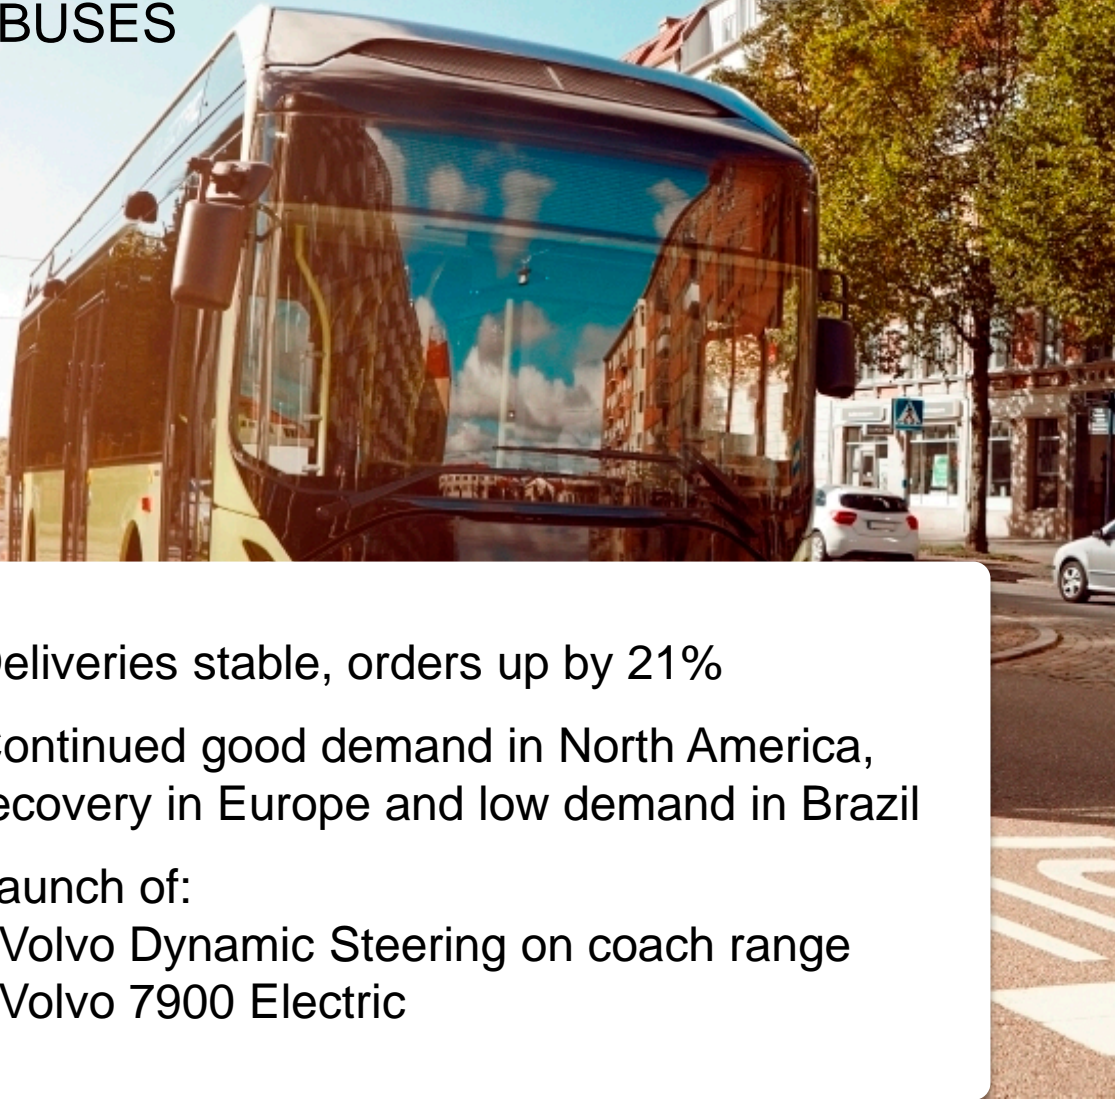 BUSES
eliveries stable, orders up by 21%
ontinued good demand in North America,
ecovery in Europe and low demand in Brazil
aunch of:
Volvo Dynamic Steering on coach range
Volvo 7900 Electric